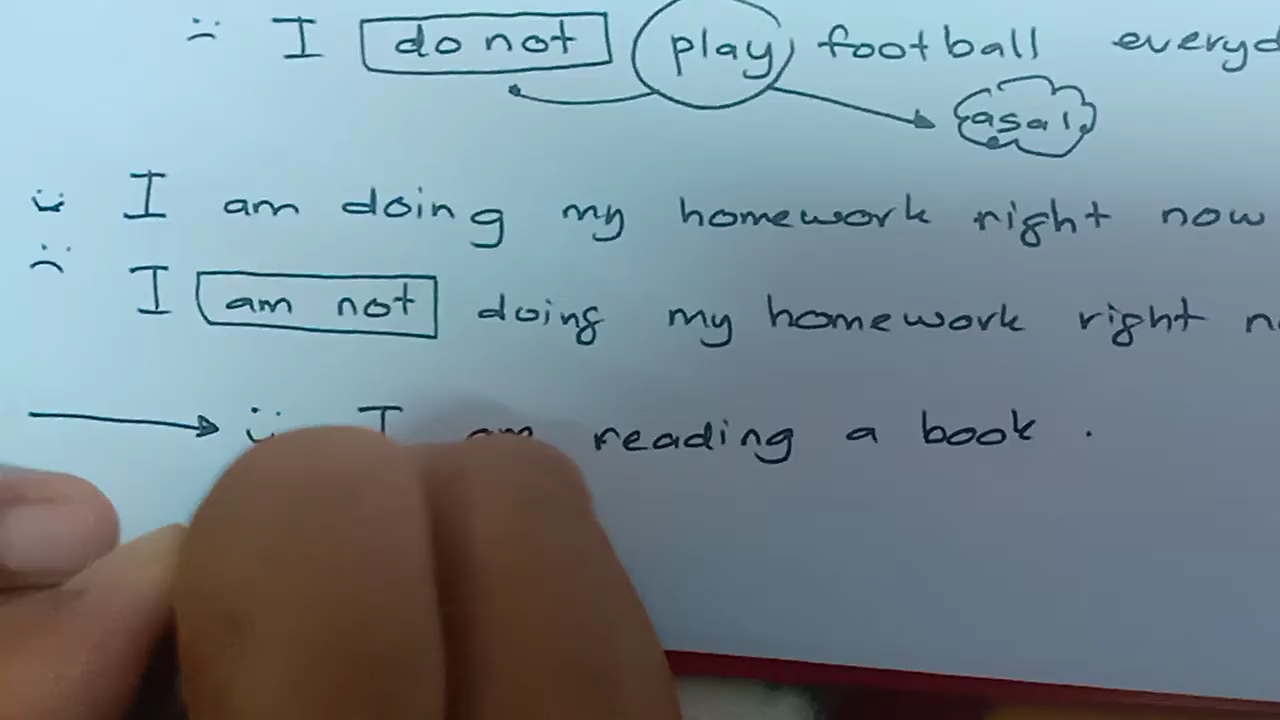 I do not play football everyd
asal
I am doing my homework right now
I am not doing my homework right n
I am reading a book .